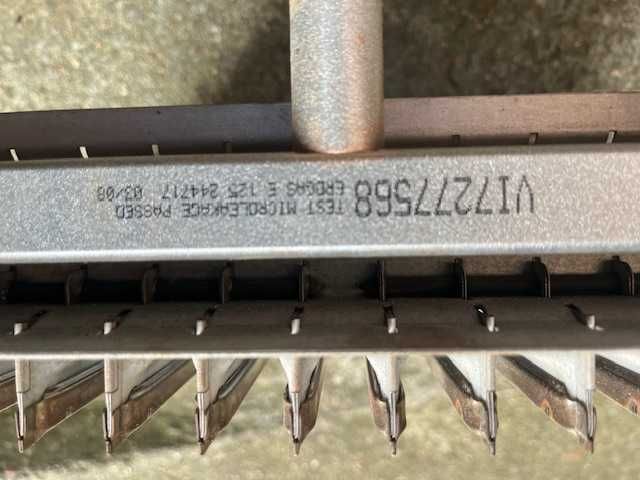 VI7277568
TEST MICROLEAKAGE PASSED
ERDGAS E 125 244717 03/08